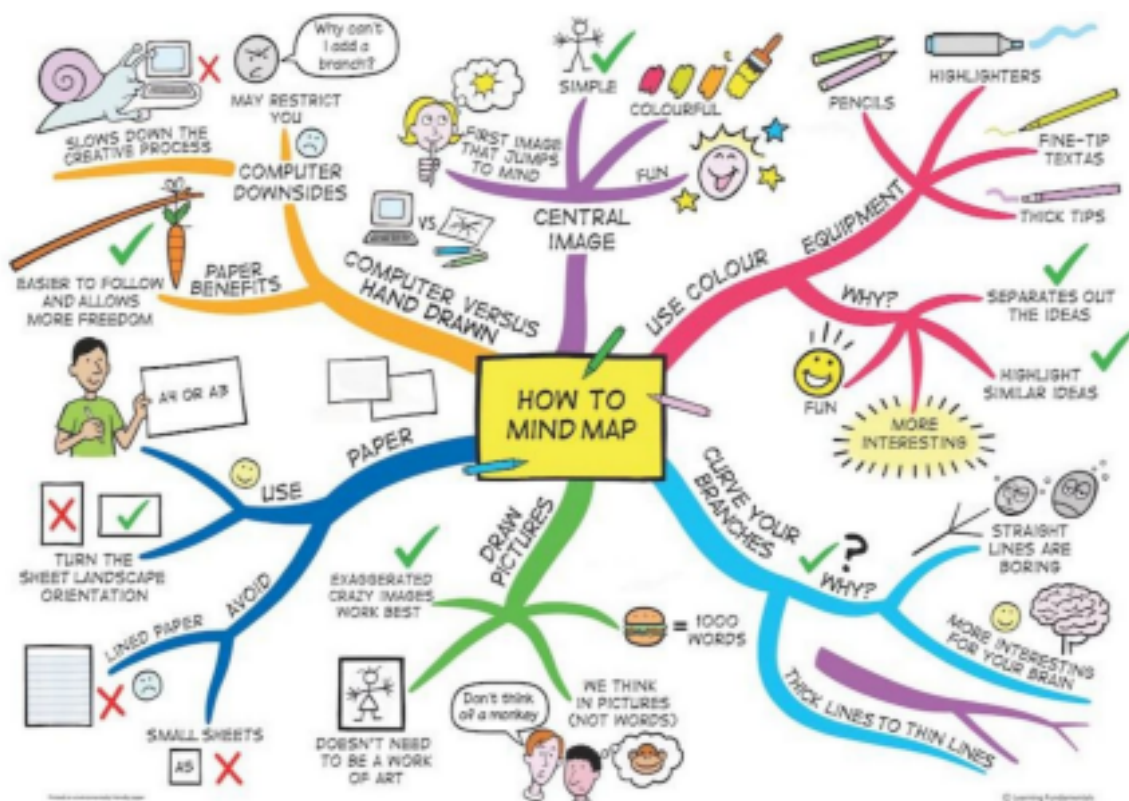 HOW TO
MIND MAP
CENTRAL
IMAGE
FIRST IMAGE
THAT JUMPS
TO MIND
SIMPLE
COLOURFUL
FUN
USE COLOUR
EQUIPMENT
PENCILS
HIGHLIGHTERS
FINE-TIP
TEXTAS
THICK TIPS
WHY?
SEPARATES OUT
THE IDEAS
HIGHLIGHT
SIMILAR IDEAS
MORE
INTERESTING
FUN
CURVE YOUR
BRANCHES
?
WHY?
STRAIGHT
LINES ARE
BORING
MORE INTERESTING
FOR YOUR BRAIN
THICK LINES TO THIN LINES
DRAW
PICTURES
= 1000
WORDS
WE THINK
IN PICTURES
(NOT WORDS)
Don't think
of a monkey
DOESN'T NEED
TO BE A WORK
OF ART
EXAGGERATED
CRAZY IMAGES
WORK BEST
PAPER
USE
A4 OR A3
TURN THE
SHEET LANDSCAPE
ORIENTATION
AVOID
LINED PAPER
SMALL SHEETS
A5
COMPUTER VERSUS
HAND DRAWN
VS
PAPER
BENEFITS
EASIER TO FOLLOW
AND ALLOWS
MORE FREEDOM
COMPUTER
DOWNSIDES
SLOWS DOWN THE
CREATIVE PROCESS
MAY RESTRICT
YOU
Why can't
I add a
branch?
Learning Fundamentals